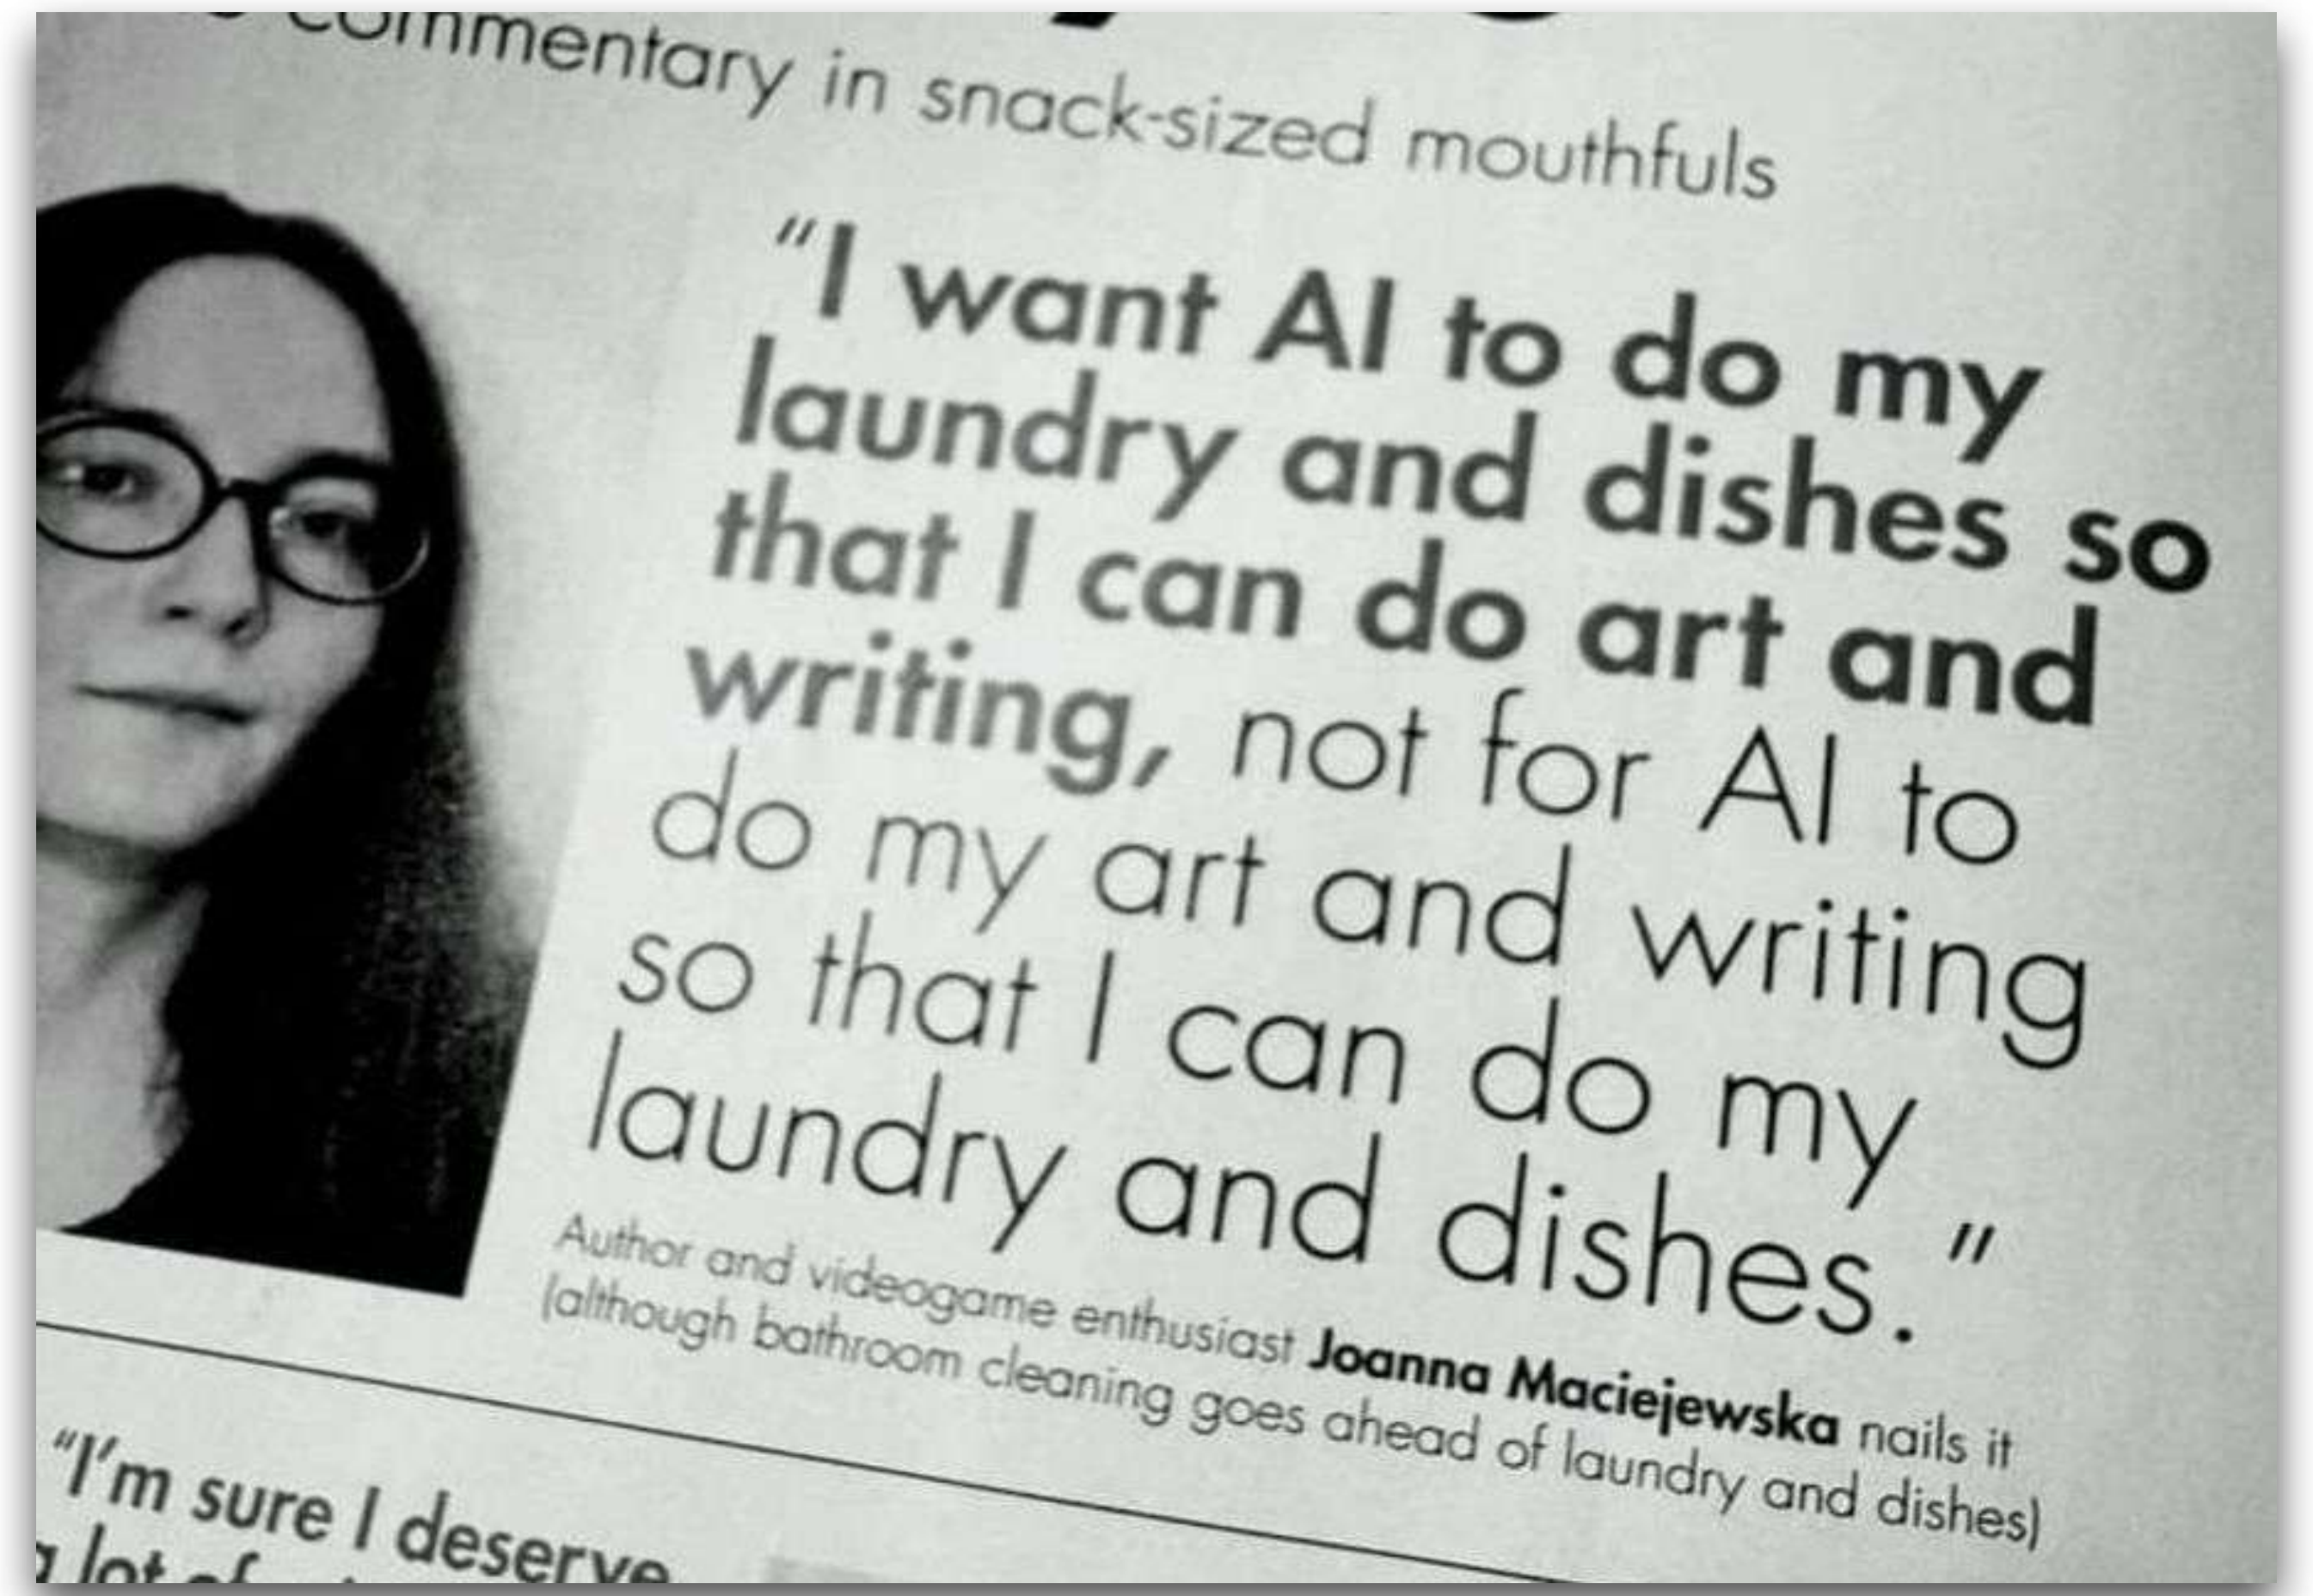 commentary in snack-sized mouthfuls
“I want AI to do my
laundry and dishes so
that I can do art and
writing, not for AI to
do my art and writing
so that I can do my
laundry and dishes.”
Author and videogame enthusiast Joanna Maciejewska nails it
(although bathroom cleaning goes ahead of laundry and dishes)
“I’m sure I deserve
a lot of